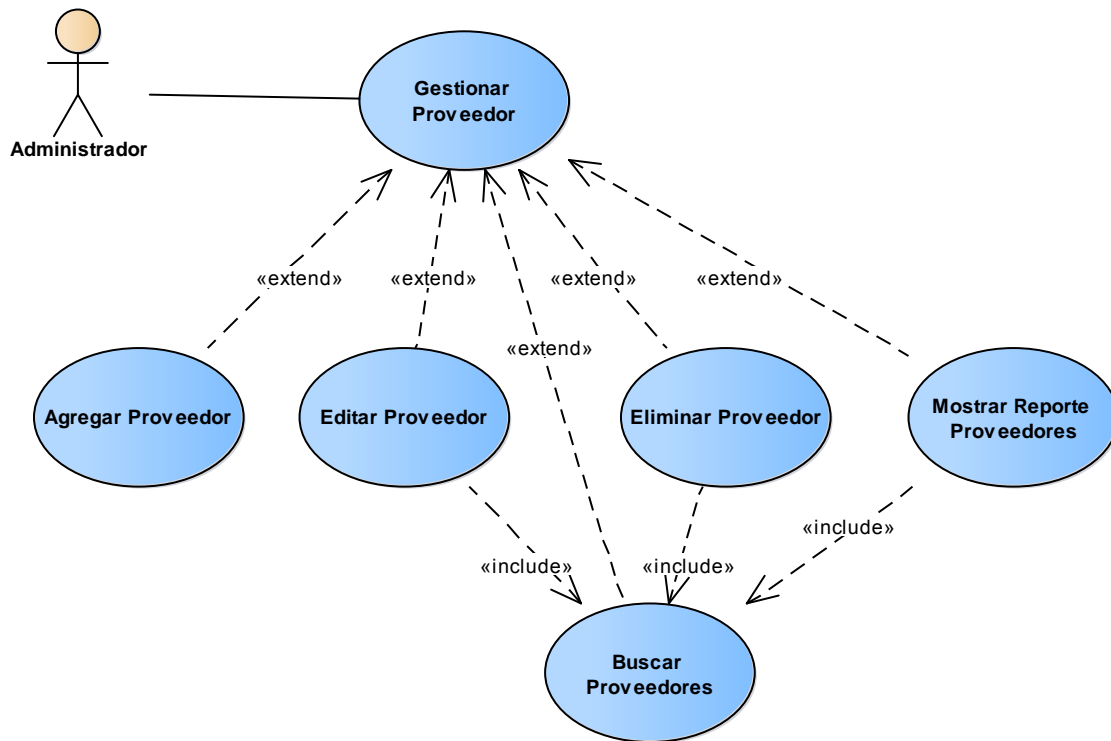 Gestionar
Proveedor
Administrador
«extend»
«extend»
«extend»
«extend»
«extend»
Agregar Proveedor
Editar Proveedor
Eliminar Proveedor
Mostrar Reporte
Proveedores
«include»
«include»
«include»
Buscar
Proveedores